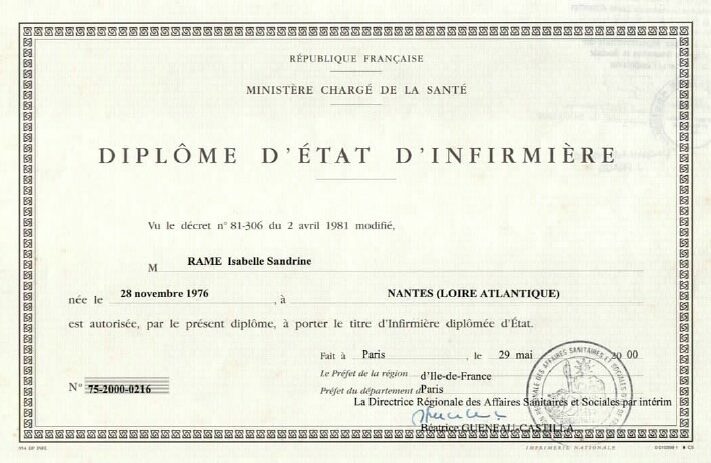 RÉPUBLIQUE FRANÇAISE
MINISTÈRE CHARGÉ DE LA SANTÉ
DIPLÔME D'ÉTAT D'INFIRMIÈRE
Vu le décret n° 81-306 du 2 avril 1981 modifié,
M RAME Isabelle Sandrine
née le 28 novembre 1976 , à NANTES (LOIRE ATLANTIQUE)
est autorisée, par le présent diplôme, à porter le titre d'Infirmière diplômée d'État.
Fait à Paris , le 29 mai 20 00
Le Préfet de la région d'Ile-de-France
N° 75-2000-0216
Préfet du département d Paris
La Directrice Régionale des Affaires Sanitaires et Sociales par intérim
Béatrice GUENEAU-CASTILLA
IMPRIMERIE NATIONALE